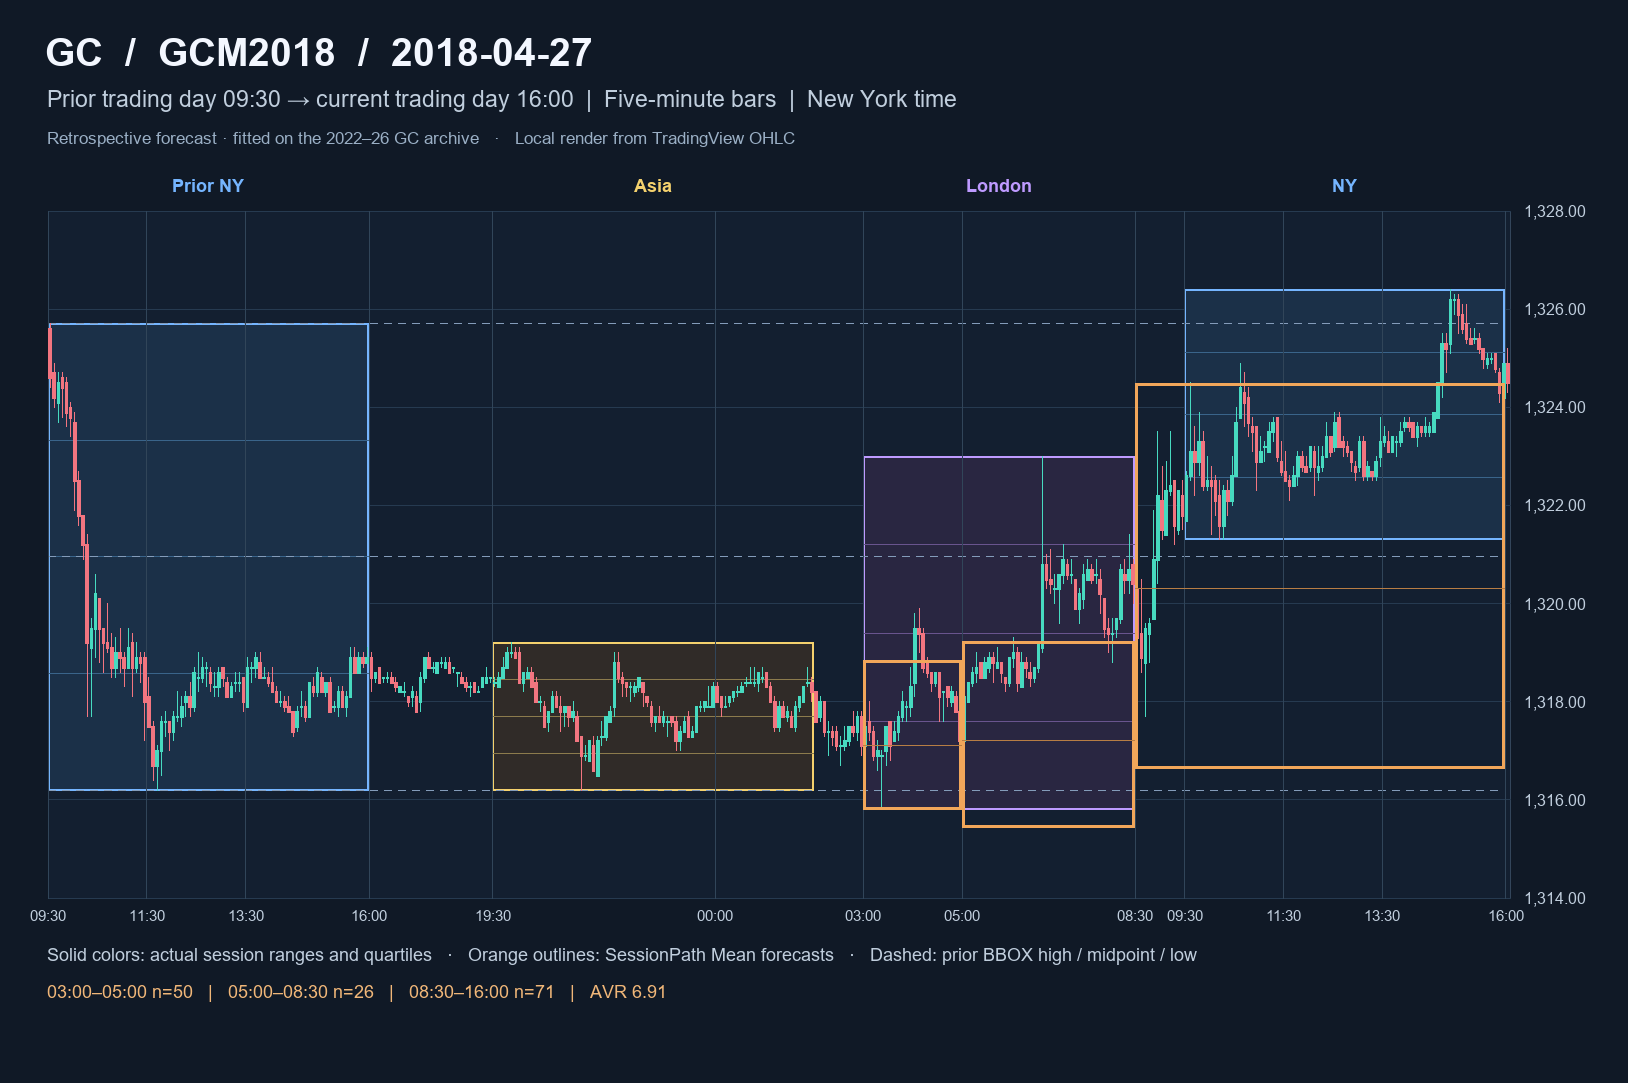 GC / GCM2018 / 2018-04-27
Prior trading day 09:30 → current trading day 16:00 | Five-minute bars | New York time
Retrospective forecast · fitted on the 2022–26 GC archive · Local render from TradingView OHLC
Prior NY Asia London NY
1,328.00
1,326.00
1,324.00
1,322.00
1,320.00
1,318.00
1,316.00
1,314.00
09:30 11:30 13:30 16:00 19:30 00:00 03:00 05:00 08:30 09:30 11:30 13:30 16:00
Solid colors: actual session ranges and quartiles · Orange outlines: SessionPath Mean forecasts · Dashed: prior BBOX high / midpoint / low
03:00–05:00 n=50 | 05:00–08:30 n=26 | 08:30–16:00 n=71 | AVR 6.91